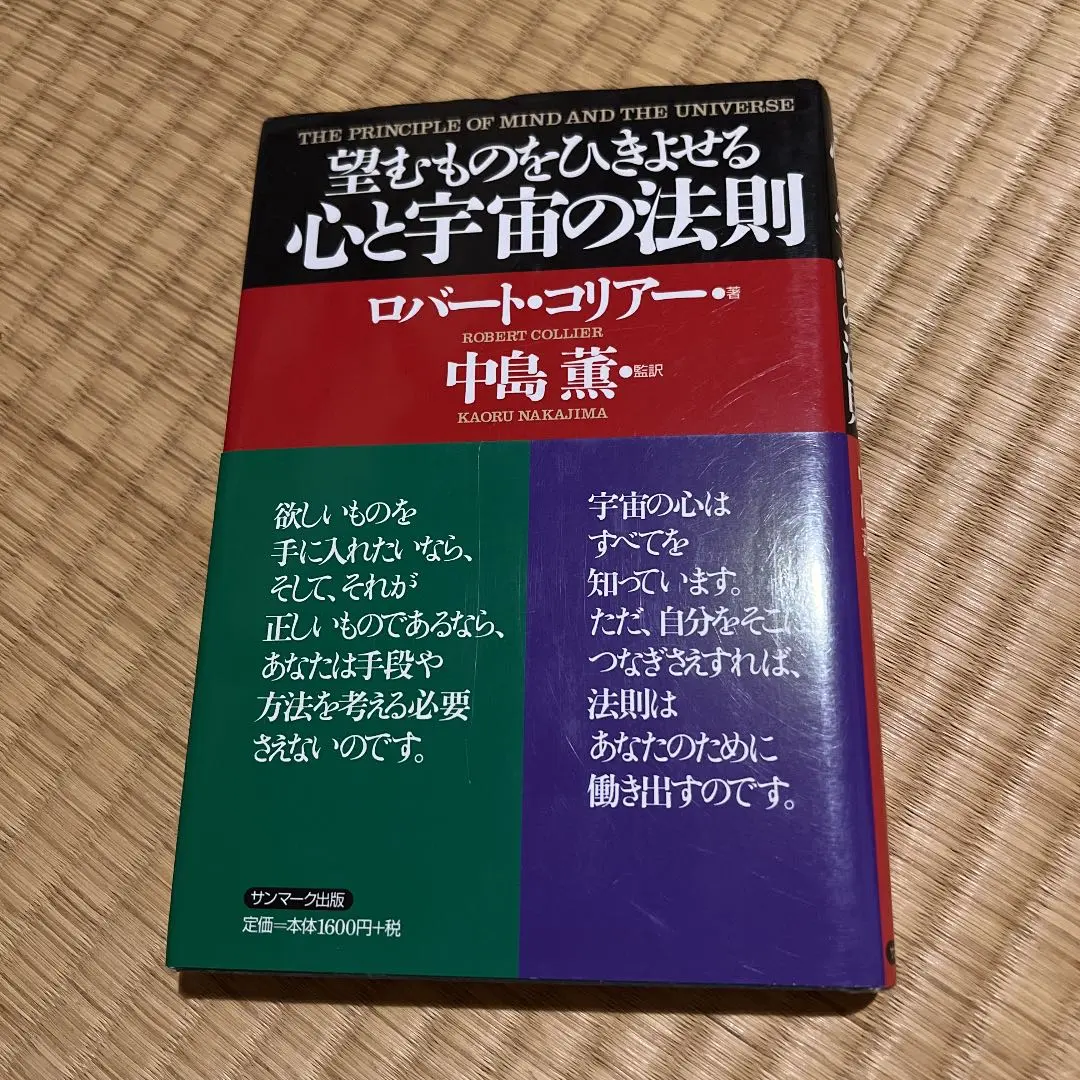 THE PRINCIPLE OF MIND AND THE UNIVERSE
望むものをひきよせる
心と宇宙の法則
ロバート・コリアー・著
ROBERT COLLIER
中島 薫・監訳
KAORU NAKAJIMA
欲しいものを
手に入れたいなら、
そして、それが
正しいものであるなら、
あなたは手段や
方法を考える必要
さえないのです。
宇宙の心は
すべてを
知っています。
ただ、自分をそこに
つなぎさえすれば、
法則は
あなたのために
働き出すのです。
サンマーク出版
定価=本体1600円+税